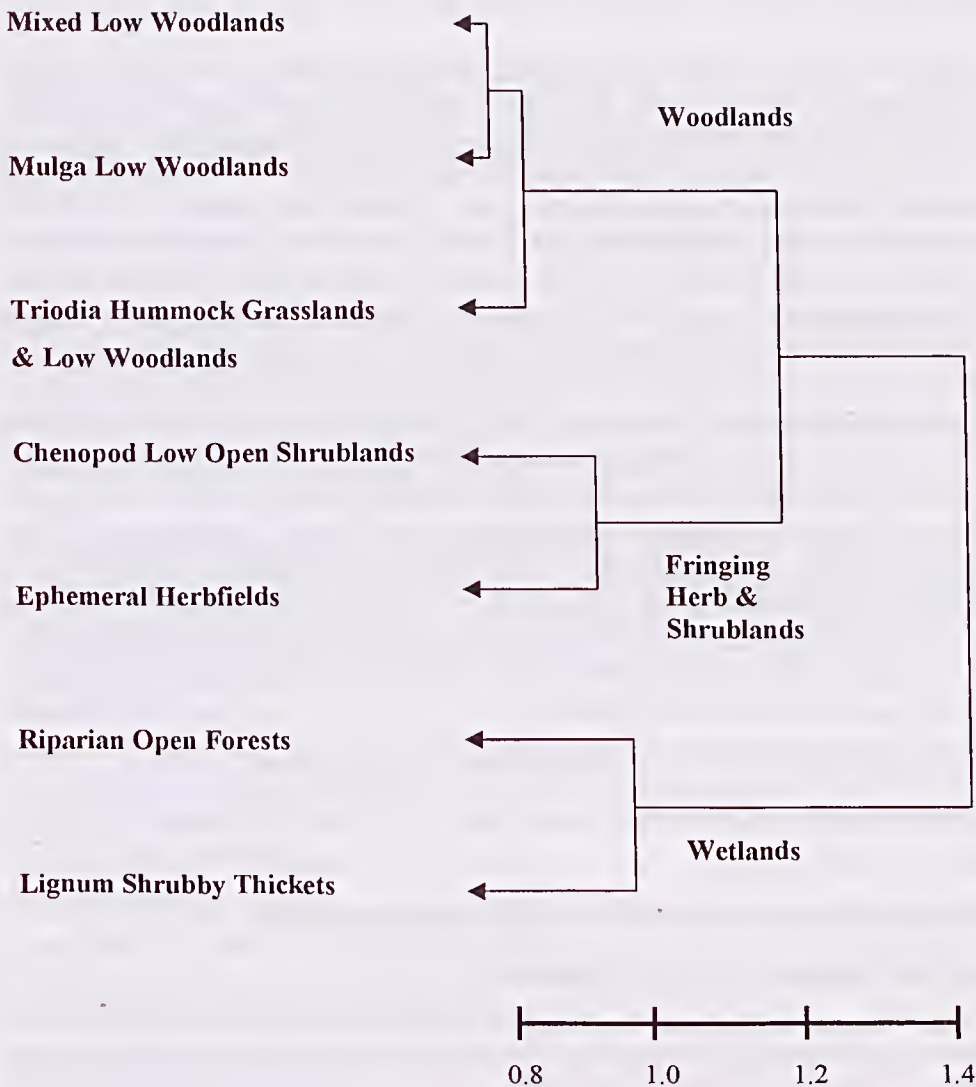 Mixed Low Woodlands
Woodlands
Mulga Low Woodlands
Triodia Hummock Grasslands
& Low Woodlands
Chenopod Low Open Shrublands
Fringing
Herb &
Shrublands
Ephemeral Herbfields
Riparian Open Forests
Wetlands
Lignum Shrubby Thickets
0.8 1.0 1.2 1.4